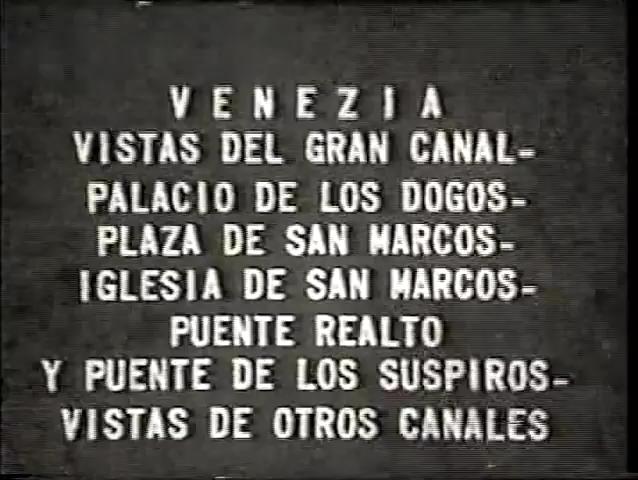 VENEZIA
VISTAS DEL GRAN CANAL-
PALACIO DE LOS DOGOS-
PLAZA DE SAN MARCOS-
IGLESIA DE SAN MARCOS-
PUENTE REALTO
Y PUENTE DE LOS SUSPIROS-
VISTAS DE OTROS CANALES